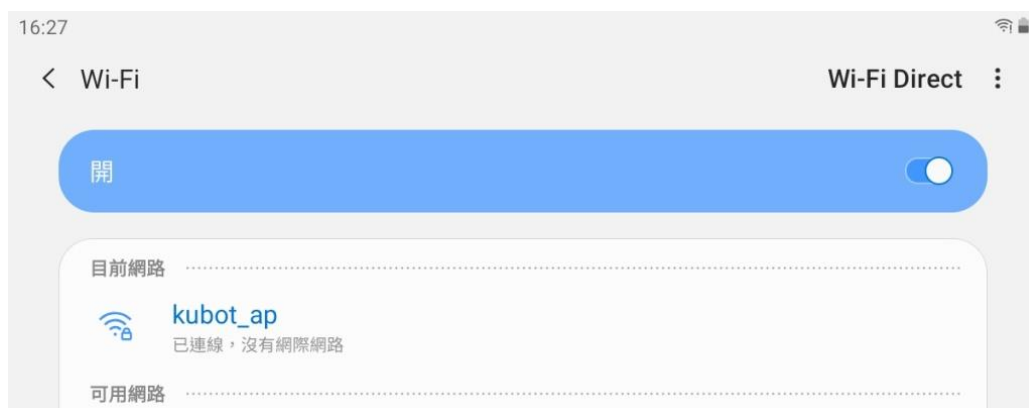 16:27
Wi-Fi
Wi-Fi Direct
開
目前網路
kubot_ap
已連線，沒有網際網路
可用網路